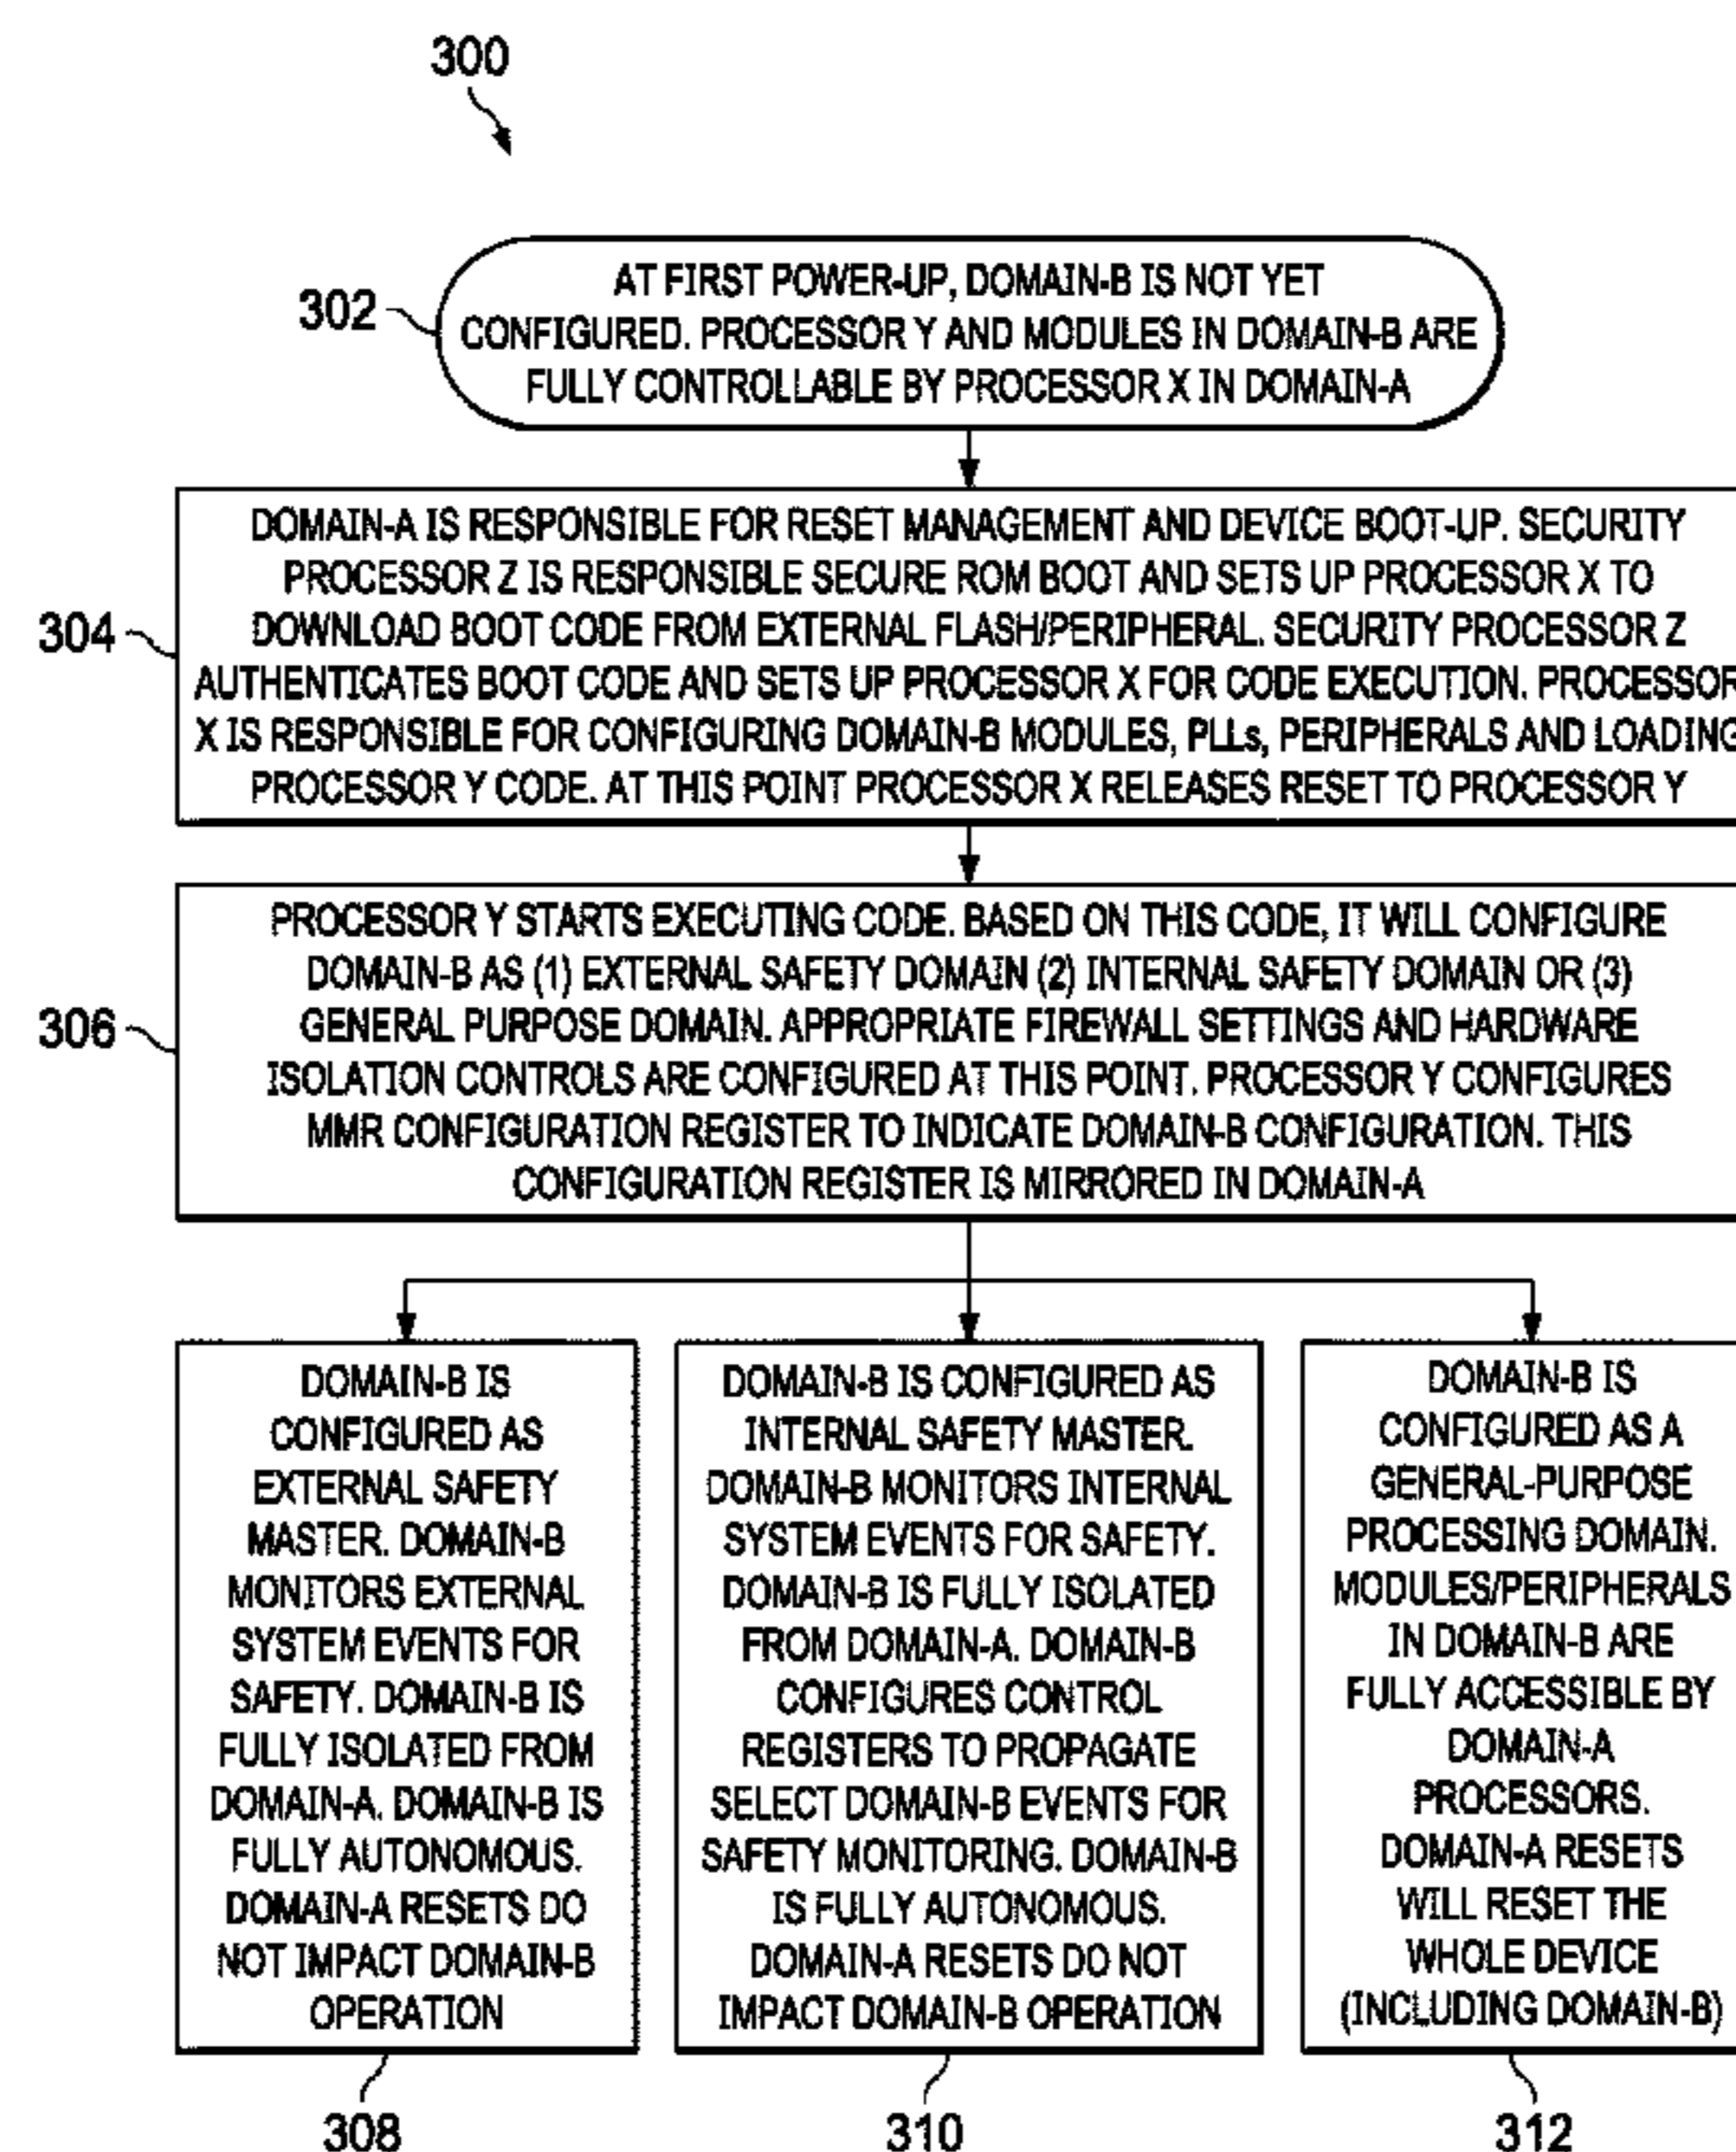 300
302
AT FIRST POWER-UP, DOMAIN-B IS NOT YET
CONFIGURED. PROCESSOR Y AND MODULES IN DOMAIN-B ARE
FULLY CONTROLLABLE BY PROCESSOR X IN DOMAIN-A
304
DOMAIN-A IS RESPONSIBLE FOR RESET MANAGEMENT AND DEVICE BOOT-UP. SECURITY
PROCESSOR Z IS RESPONSIBLE SECURE ROM BOOT AND SETS UP PROCESSOR X TO
DOWNLOAD BOOT CODE FROM EXTERNAL FLASH/PERIPHERAL. SECURITY PROCESSOR Z
AUTHENTICATES BOOT CODE AND SETS UP PROCESSOR X FOR CODE EXECUTION. PROCESSOR
X IS RESPONSIBLE FOR CONFIGURING DOMAIN-B MODULES, PLLs, PERIPHERALS AND LOADING
PROCESSOR Y CODE. AT THIS POINT PROCESSOR X RELEASES RESET TO PROCESSOR Y
306
PROCESSOR Y STARTS EXECUTING CODE. BASED ON THIS CODE, IT WILL CONFIGURE
DOMAIN-B AS (1) EXTERNAL SAFETY DOMAIN (2) INTERNAL SAFETY DOMAIN OR (3)
GENERAL PURPOSE DOMAIN. APPROPRIATE FIREWALL SETTINGS AND HARDWARE
ISOLATION CONTROLS ARE CONFIGURED AT THIS POINT. PROCESSOR Y CONFIGURES
MMR CONFIGURATION REGISTER TO INDICATE DOMAIN-B CONFIGURATION. THIS
CONFIGURATION REGISTER IS MIRRORED IN DOMAIN-A
DOMAIN-B IS
CONFIGURED AS
EXTERNAL SAFETY
MASTER. DOMAIN-B
MONITORS EXTERNAL
SYSTEM EVENTS FOR
SAFETY. DOMAIN-B IS
FULLY ISOLATED FROM
DOMAIN-A. DOMAIN-B IS
FULLY AUTONOMOUS.
DOMAIN-A RESETS DO
NOT IMPACT DOMAIN-B
OPERATION
308
DOMAIN-B IS CONFIGURED AS
INTERNAL SAFETY MASTER.
DOMAIN-B MONITORS INTERNAL
SYSTEM EVENTS FOR SAFETY.
DOMAIN-B IS FULLY ISOLATED
FROM DOMAIN-A. DOMAIN-B
CONFIGURES CONTROL
REGISTERS TO PROPAGATE
SELECT DOMAIN-B EVENTS FOR
SAFETY MONITORING. DOMAIN-B
IS FULLY AUTONOMOUS.
DOMAIN-A RESETS DO NOT
IMPACT DOMAIN-B OPERATION
310
DOMAIN-B IS
CONFIGURED AS A
GENERAL-PURPOSE
PROCESSING DOMAIN.
MODULES/PERIPHERALS
IN DOMAIN-B ARE
FULLY ACCESSIBLE BY
DOMAIN-A
PROCESSORS.
DOMAIN-A RESETS
WILL RESET THE
WHOLE DEVICE
(INCLUDING DOMAIN-B)
312